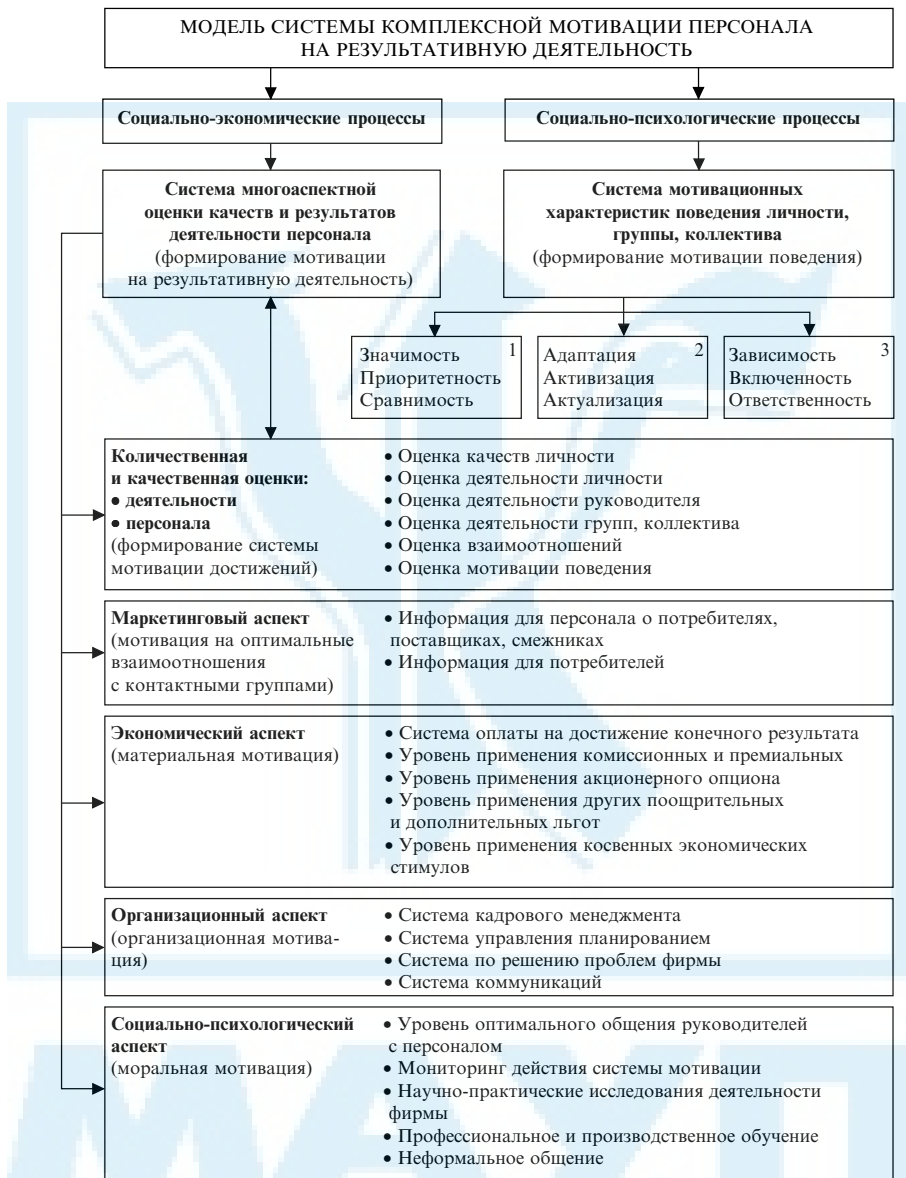 МОДЕЛЬ СИСТЕМЫ КОМПЛЕКСНОЙ МОТИВАЦИИ ПЕРСОНАЛА
НА РЕЗУЛЬТАТИВНУЮ ДЕЯТЕЛЬНОСТЬ
Социально-экономические процессы
Социально-психологические процессы
Система многоаспектной
оценки качеств и результатов
деятельности персонала
(формирование мотивации
на результативную деятельность)
Система мотивационных
характеристик поведения личности,
группы, коллектива
(формирование мотивации поведения)
Значимость 1
Приоритетность
Сравнимость
Адаптация 2
Активизация
Актуализация
Зависимость 3
Включенность
Ответственность
Количественная
и качественная оценки:
• деятельности
• персонала
(формирование системы
мотивации достижений)
• Оценка качеств личности
• Оценка деятельности личности
• Оценка деятельности руководителя
• Оценка деятельности групп, коллектива
• Оценка взаимоотношений
• Оценка мотивации поведения
Маркетинговый аспект
(мотивация на оптимальные
взаимоотношения
с контактными группами)
• Информация для персонала о потребителях,
поставщиках, смежниках
• Информация для потребителей
Экономический аспект
(материальная мотивация)
• Система оплаты на достижение конечного результата
• Уровень применения комиссионных и премиальных
• Уровень применения акционерного опциона
• Уровень применения других поощрительных
и дополнительных льгот
• Уровень применения косвенных экономических
стимулов
Организационный аспект
(организационная мотива-
ция)
• Система кадрового менеджмента
• Система управления планированием
• Система по решению проблем фирмы
• Система коммуникаций
Социально-психологический
аспект
(моральная мотивация)
• Уровень оптимального общения руководителей
с персоналом
• Мониторинг действия системы мотивации
• Научно-практические исследования деятельности
фирмы
• Профессиональное и производственное обучение
• Неформальное общение
МАУП